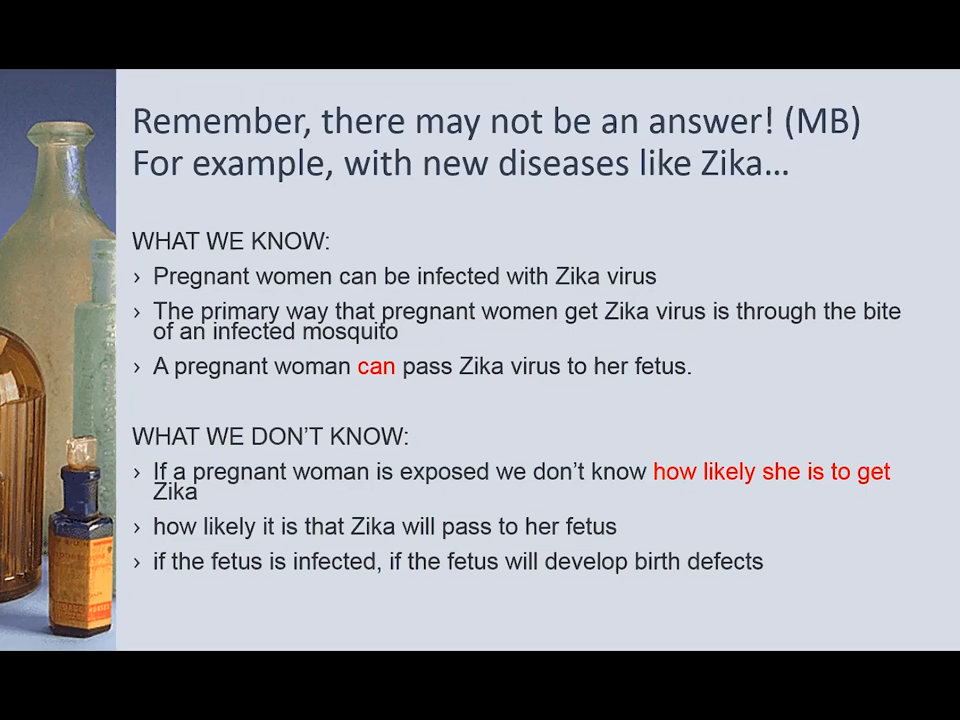 Remember, there may not be an answer! (MB)
For example, with new diseases like Zika…
WHAT WE KNOW:
› Pregnant women can be infected with Zika virus
› The primary way that pregnant women get Zika virus is through the bite
of an infected mosquito
› A pregnant woman can pass Zika virus to her fetus.
WHAT WE DON’T KNOW:
› If a pregnant woman is exposed we don’t know how likely she is to get
Zika
› how likely it is that Zika will pass to her fetus
› if the fetus is infected, if the fetus will develop birth defects